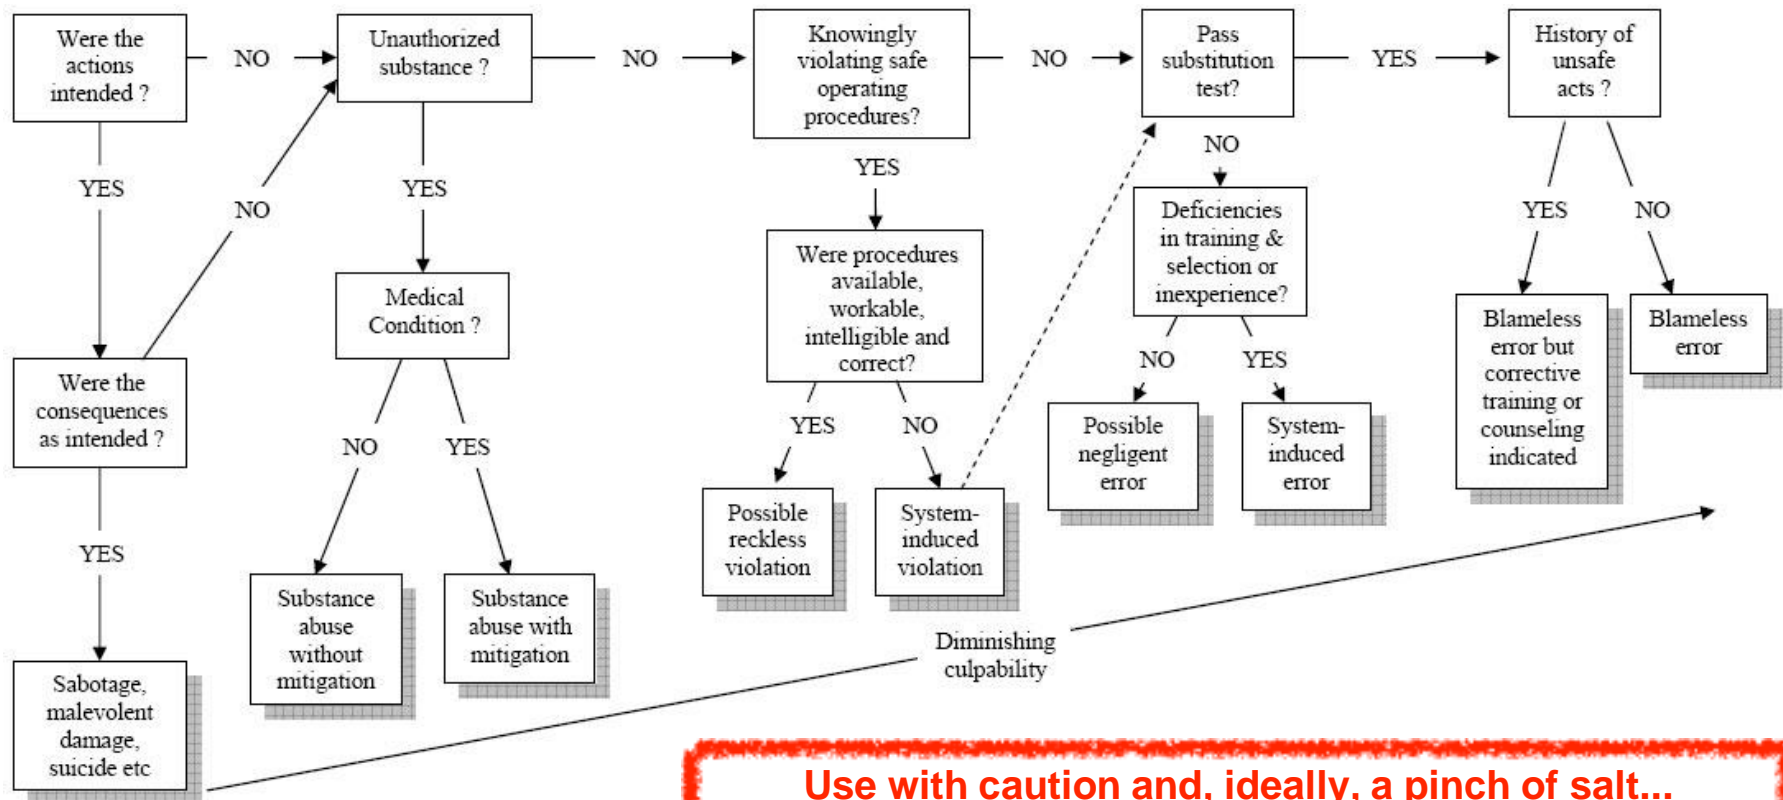 Were the
actions
intended ?
NO
Unauthorized
substance ?
NO
Knowingly
violating safe
operating
procedures?
NO
Pass
substitution
test?
YES
History of
unsafe
acts ?
YES
NO
YES
YES
NO
YES
NO
Deficiencies
in training &
selection or
inexperience?
Were procedures
available,
workable,
intelligible and
correct?
Medical
Condition ?
Were the
consequences
as intended ?
NO
YES
YES
NO
NO
YES
Blameless
error but
corrective
training or
counseling
indicated
Blameless
error
Possible
negligent
error
System-
induced
error
Possible
reckless
violation
System-
induced
violation
YES
Substance
abuse
without
mitigation
Substance
abuse with
mitigation
Sabotage,
malevolent
damage,
suicide etc
Diminishing
culpability
Use with caution and, ideally, a pinch of salt...